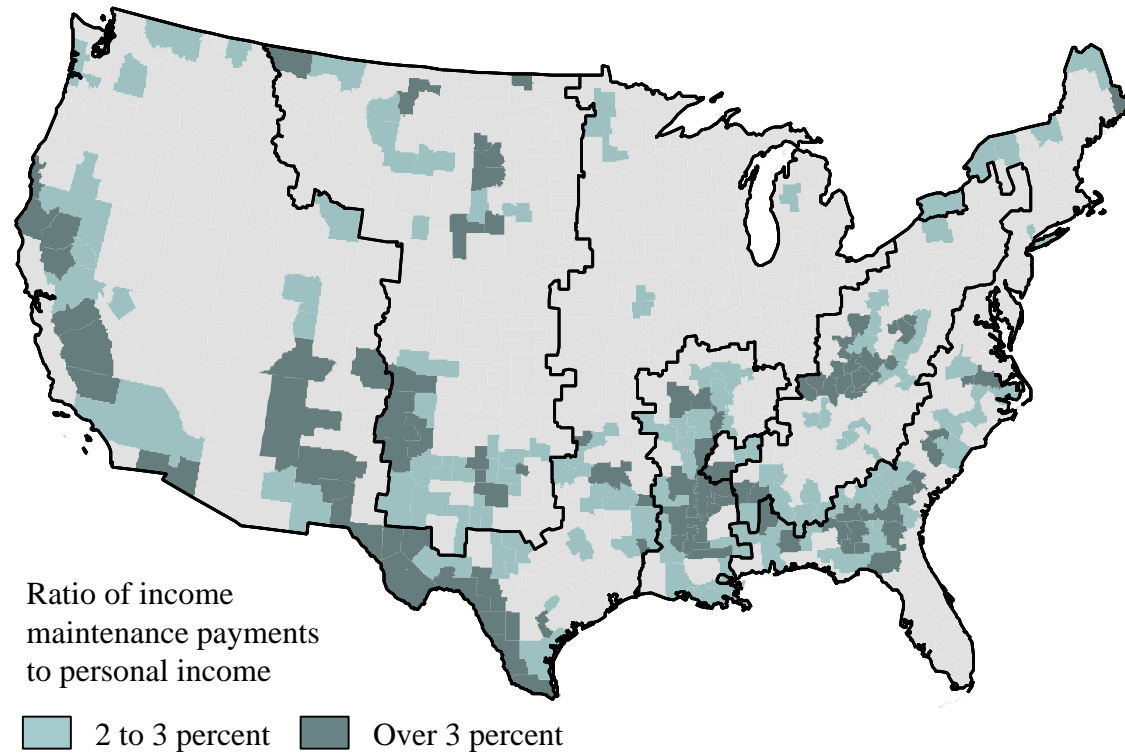 Ratio of income
maintenance payments
to personal income
2 to 3 percent
Over 3 percent